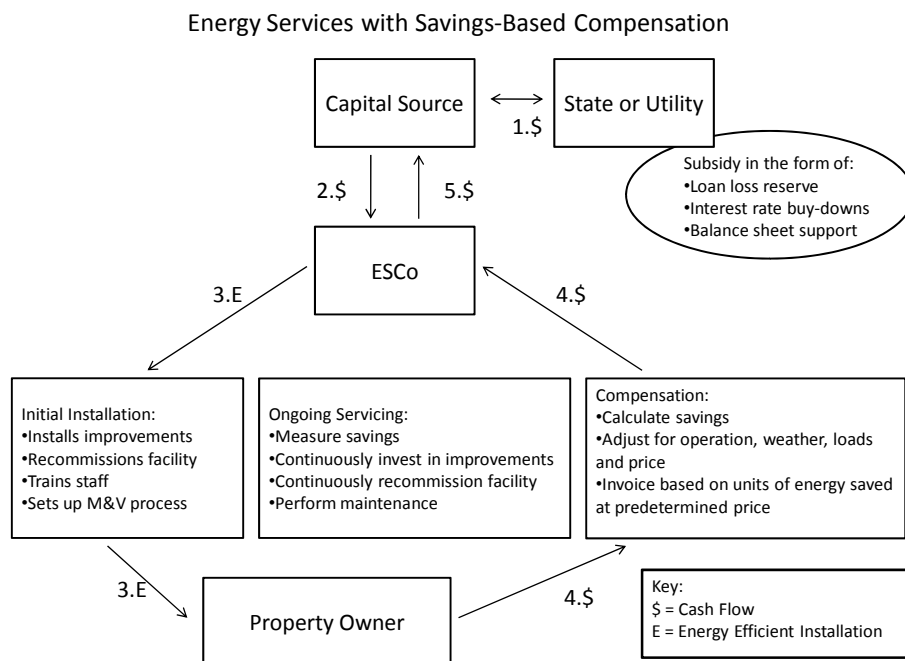 Energy Services with Savings-Based Compensation
Capital Source
State or Utility
1.$
Subsidy in the form of:
•Loan loss reserve
•Interest rate buy-downs
•Balance sheet support
2.$
5.$
ESCo
3.E
4.$
Initial Installation:
•Installs improvements
•Recommissions facility
•Trains staff
•Sets up M&V process
Ongoing Servicing:
•Measure savings
•Continuously invest in improvements
•Continuously recommission facility
•Perform maintenance
Compensation:
•Calculate savings
•Adjust for operation, weather, loads
and price
•Invoice based on units of energy saved
at predetermined price
3.E
Property Owner
4.$
Key:
$ = Cash Flow
E = Energy Efficient Installation